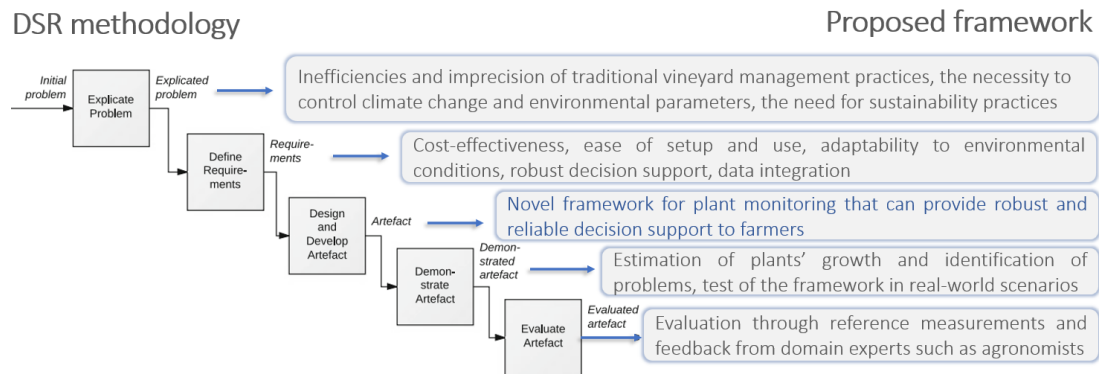 DSR methodology
Proposed framework
Initial
problem
Explicated
problem
Explicate
Problem
Inefficiencies and imprecision of traditional vineyard management practices, the necessity to
control climate change and environmental parameters, the need for sustainability practices
Define
Require-
ments
Require-
ments
Cost-effectiveness, ease of setup and use, adaptability to environmental
conditions, robust decision support, data integration
Design
and
Develop
Artefact
Artefact
Novel framework for plant monitoring that can provide robust and
reliable decision support to farmers
Demon-
strate
Artefact
Demon-
strated
artefact
Estimation of plants’ growth and identification of
problems, test of the framework in real-world scenarios
Evaluate
Artefact
Evaluated
artefact
Evaluation through reference measurements and
feedback from domain experts such as agronomists